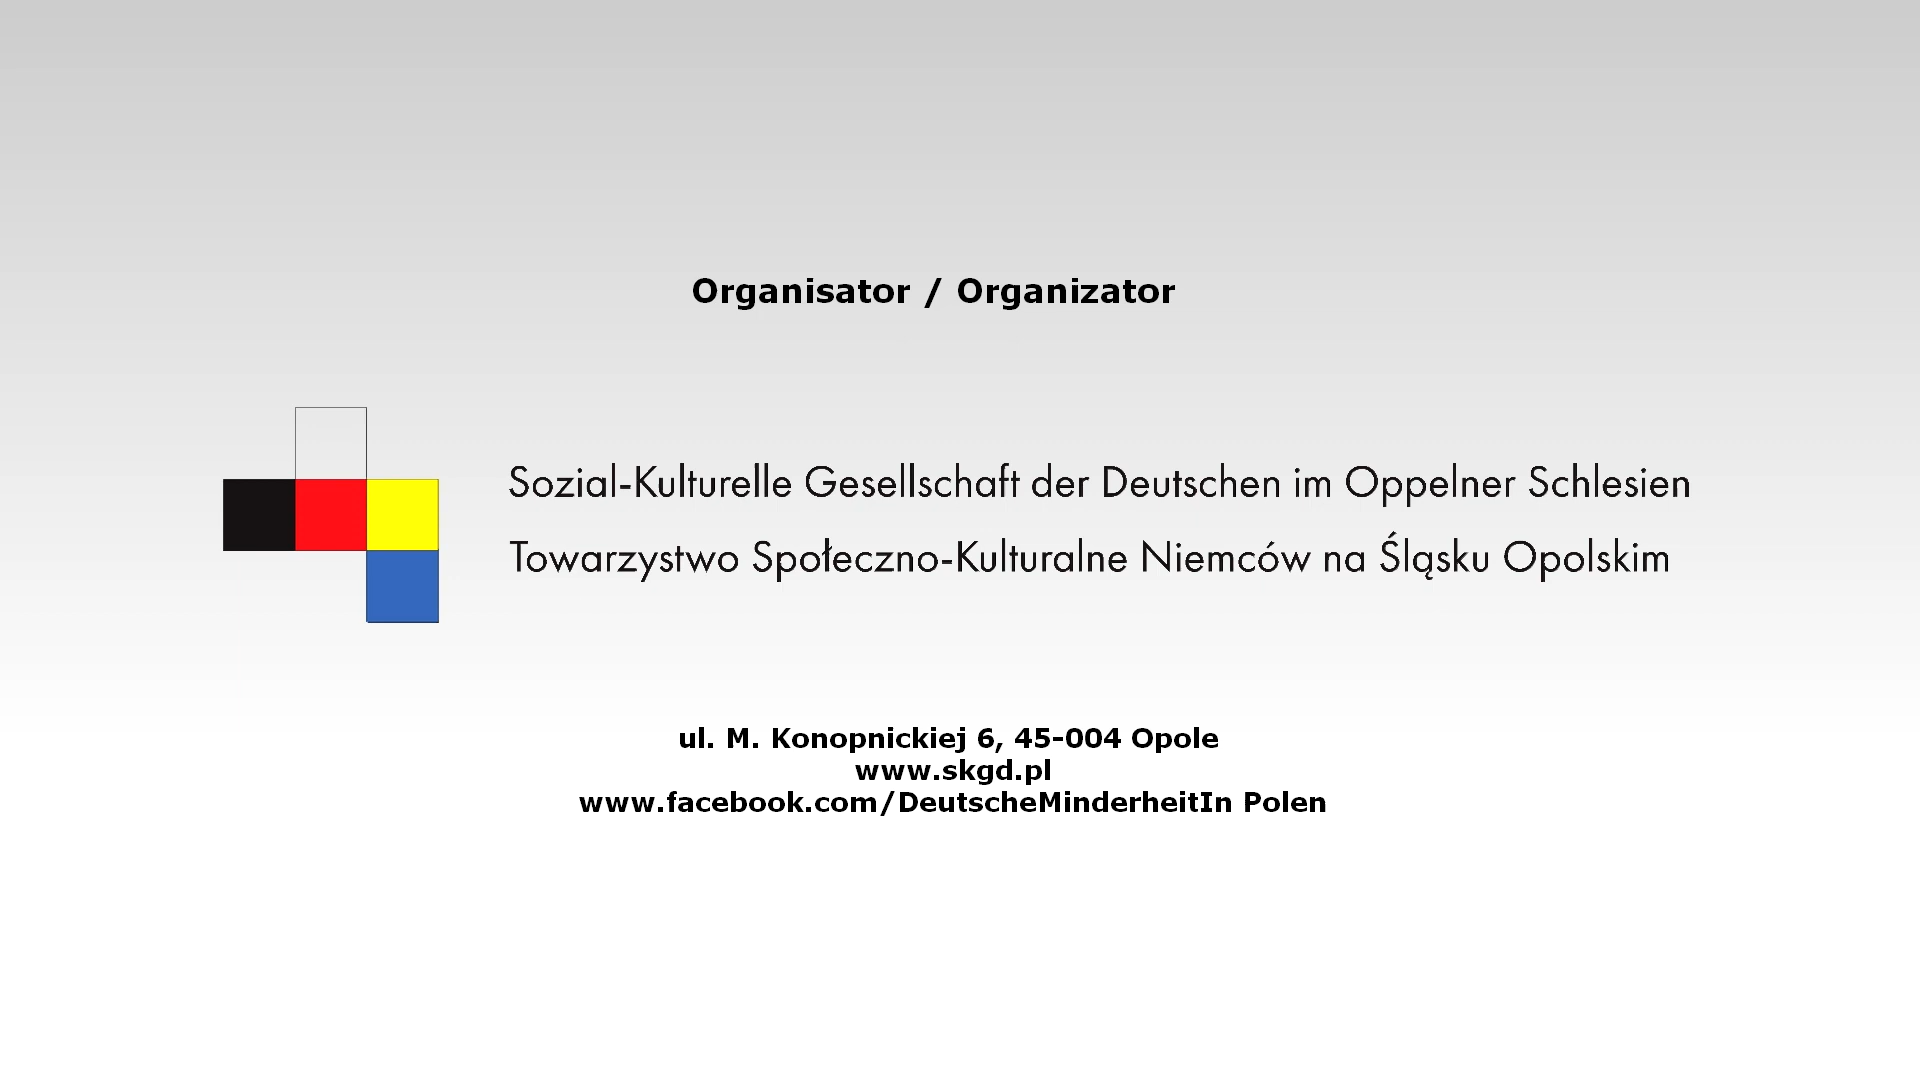 Organisator / Organizator
Sozial-Kulturelle Gesellschaft der Deutschen im Oppelner Schlesien
Towarzystwo Społeczno-Kulturalne Niemców na Śląsku Opolskim
ul. M. Konopnickiej 6, 45-004 Opole
www.skgd.pl
www.facebook.com/DeutscheMinderheitIn Polen